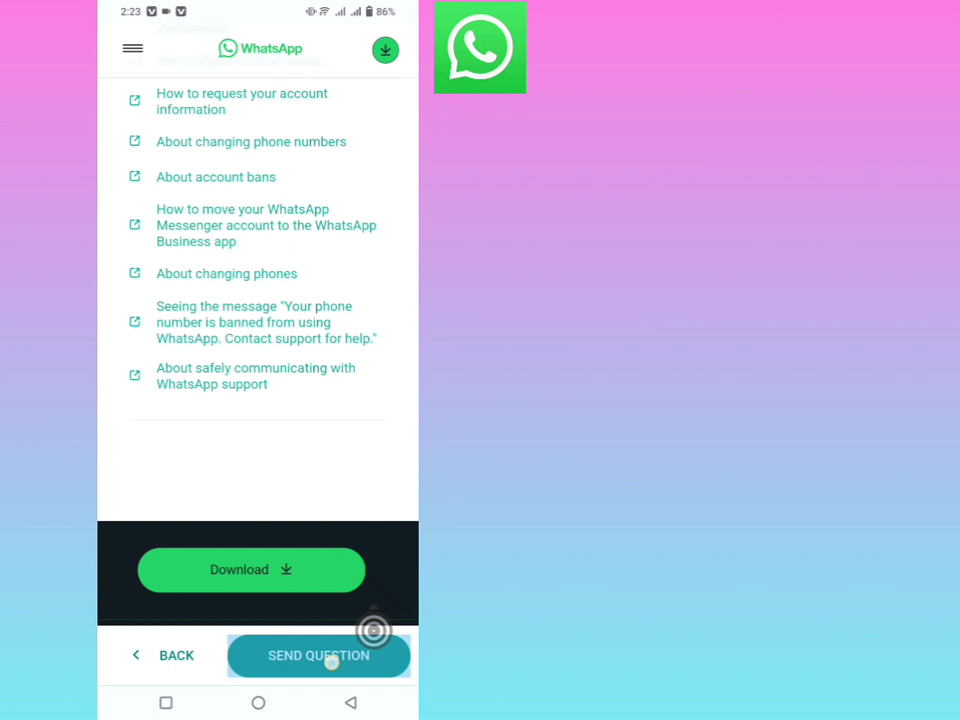 2:23 86%
WhatsApp
How to request your account
information
About changing phone numbers
About account bans
How to move your WhatsApp
Messenger account to the WhatsApp
Business app
About changing phones
Seeing the message "Your phone
number is banned from using
WhatsApp. Contact support for help."
About safely communicating with
WhatsApp support
Download
BACK SEND QUESTION